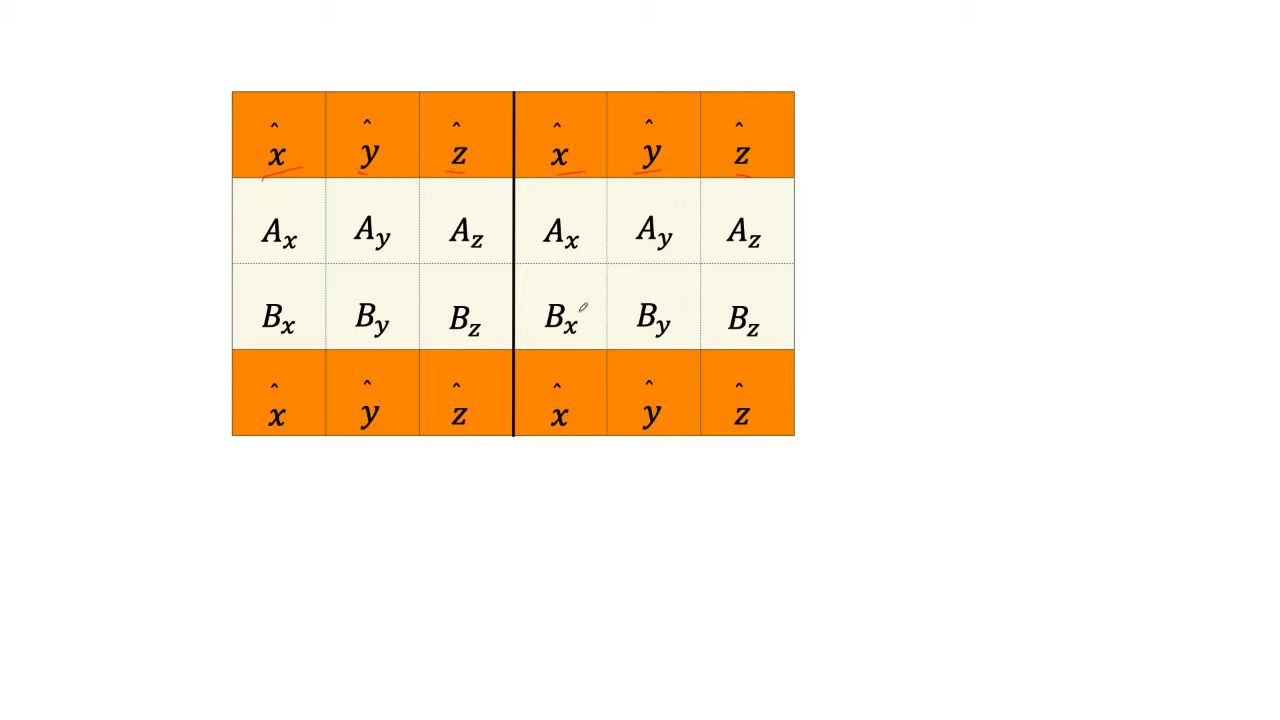 x̂ ŷ ẑ x̂ ŷ ẑ
Aₓ A_y A_z Aₓ A_y A_z
Bₓ B_y B_z Bₓ B_y B_z
x̂ ŷ ẑ x̂ ŷ ẑ